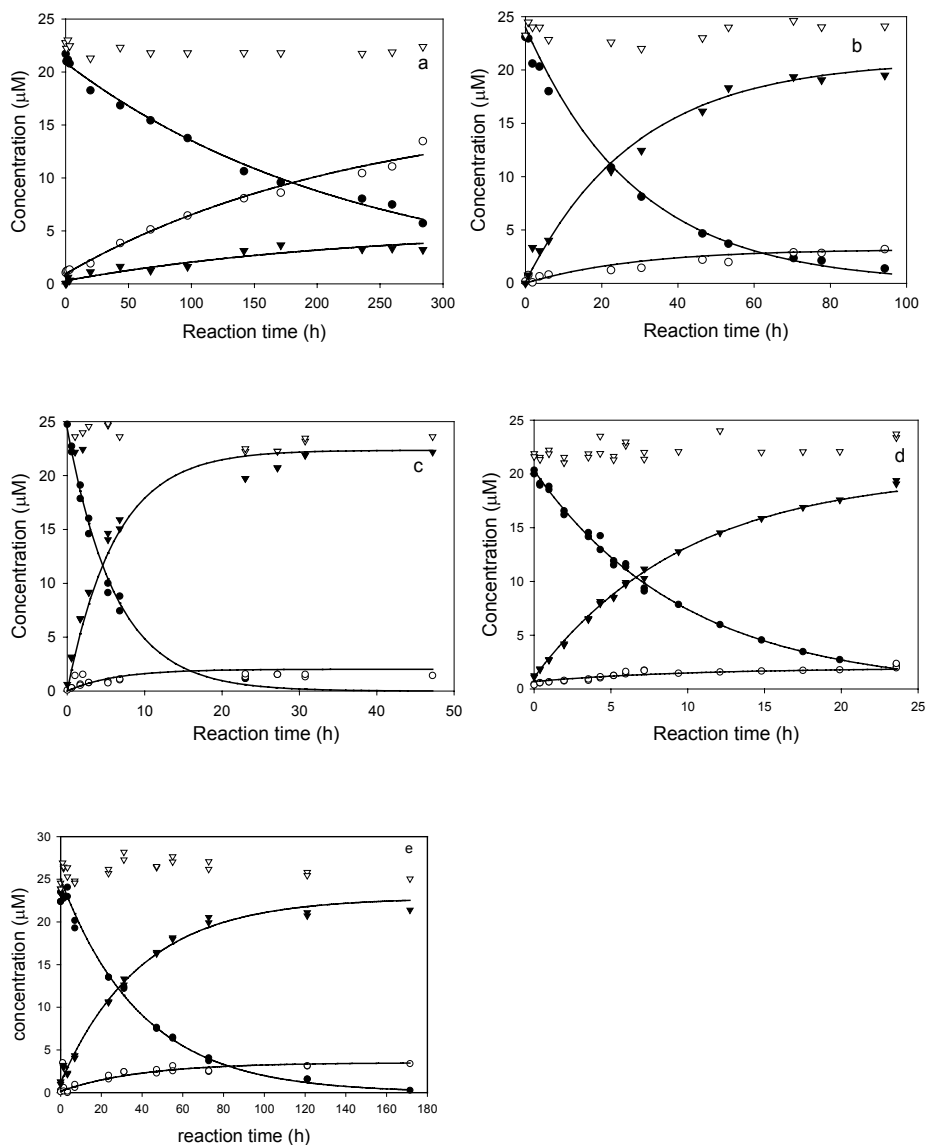 25
20
15
10
5
0
Concentration (µM)
a
0 50 100 150 200 250 300
Reaction time (h)
25
20
15
10
5
0
Concentration (µM)
b
0 20 40 60 80 100
Reaction time (h)
25
20
15
10
5
0
Concentration (µM)
c
0 10 20 30 40 50
Reaction time (h)
25
20
15
10
5
0
Concentration (µM)
d
0 5 10 15 20 25
Reaction time (h)
30
25
20
15
10
5
0
concentration (µM)
e
0 20 40 60 80 100 120 140 160 180
reaction time (h)